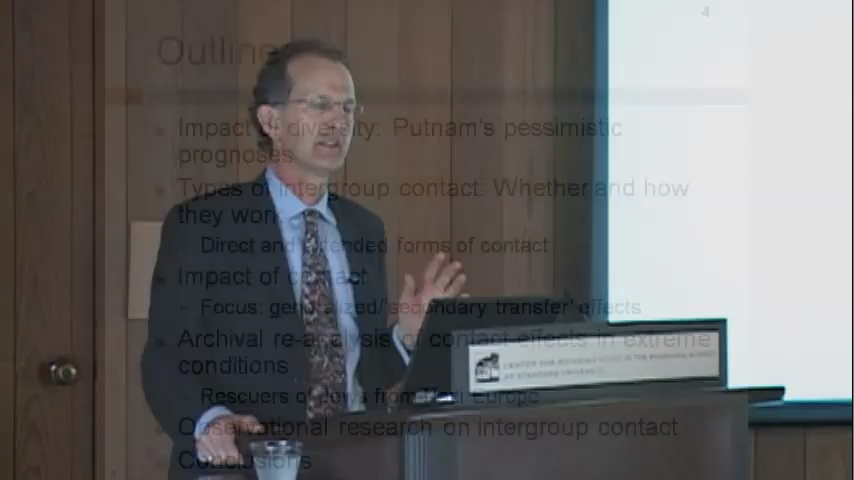 4
Outline
Impact of diversity: Putnam's pessimistic
prognoses
Types of intergroup contact: Whether and how
they work
Direct and extended forms of contact
Impact of contact
Focus: generalized/'secondary transfer' effects
Archival re-analysis of contact effects in extreme
conditions
Rescuers of Jews from Nazi Europe
Observational research on intergroup contact
Conclusions
CENTER FOR ADVANCED STUDY IN THE BEHAVIORAL SCIENCES
AT STANFORD UNIVERSITY